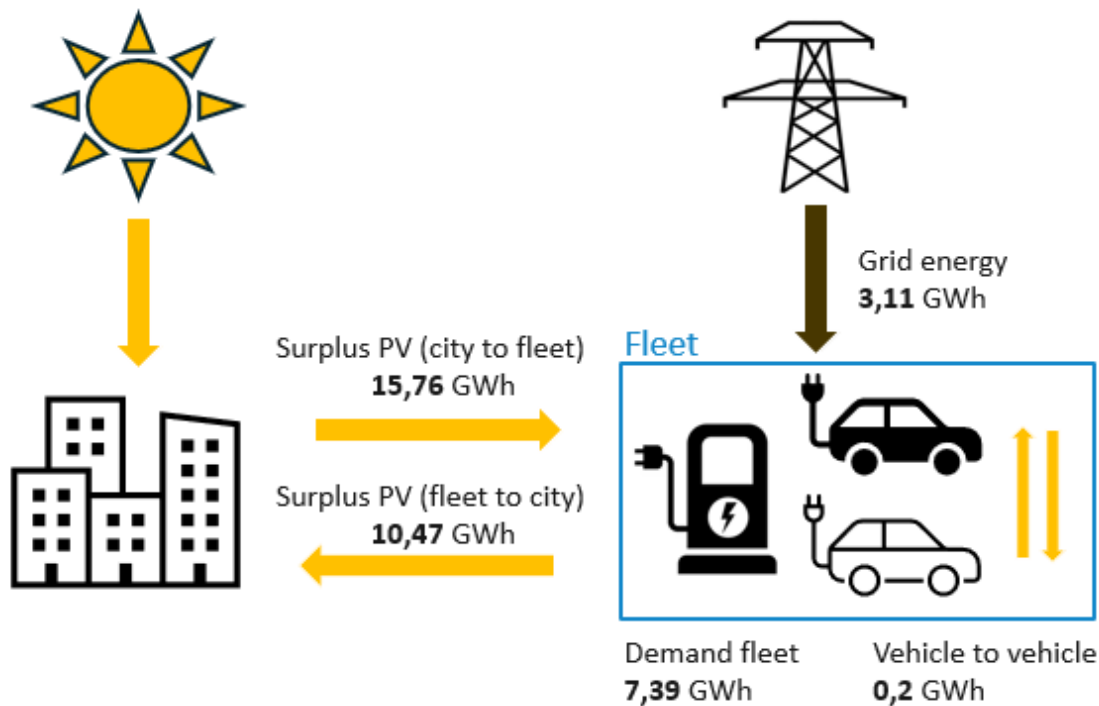 Grid energy
3,11 GWh
Surplus PV (city to fleet)
15,76 GWh
Fleet
Surplus PV (fleet to city)
10,47 GWh
Demand fleet
7,39 GWh
Vehicle to vehicle
0,2 GWh